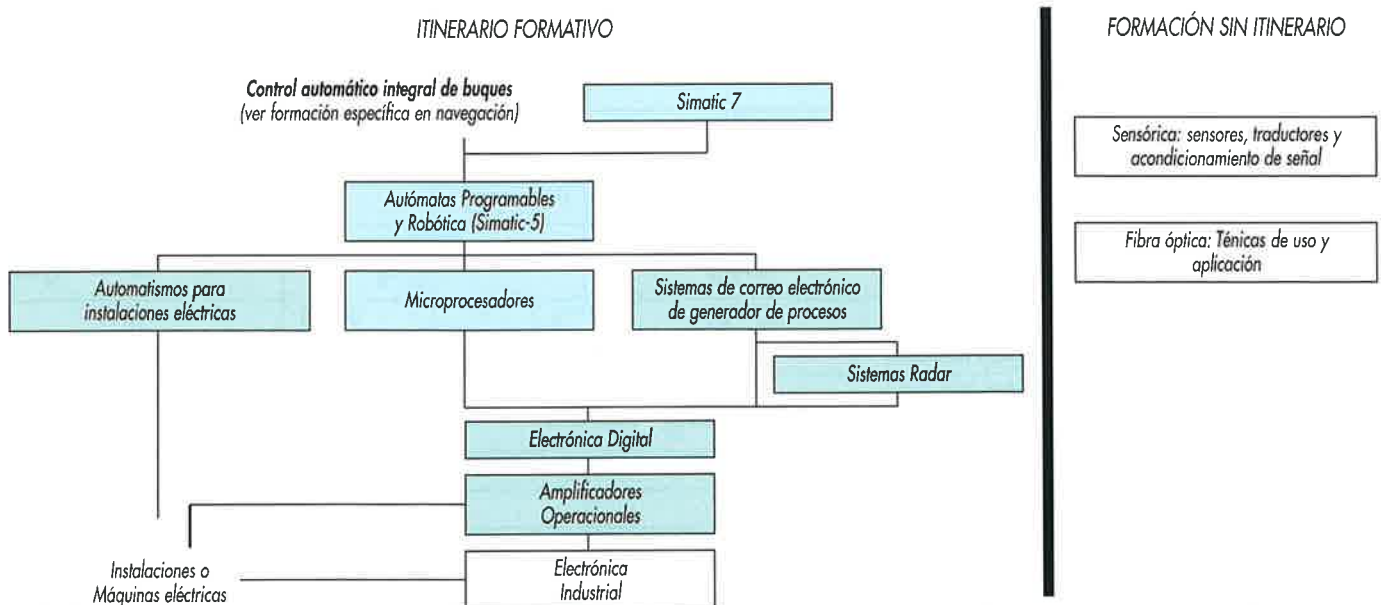 ITINERARIO FORMATIVO
FORMACIÓN SIN ITINERARIO
Control automático integral de buques
(ver formación específica en navegación)
Simatic 7
Sensórica: sensores, traductores y
acondicionamiento de señal
Autómatas Programables
y Robótica (Simatic-5)
Fibra óptica: Ténicas de uso y
aplicación
Automatismos para
instalaciones eléctricas
Microprocesadores
Sistemas de correo electrónico
de generador de procesos
Sistemas Radar
Electrónica Digital
Amplificadores
Operacionales
Instalaciones o
Máquinas eléctricas
Electrónica
Industrial